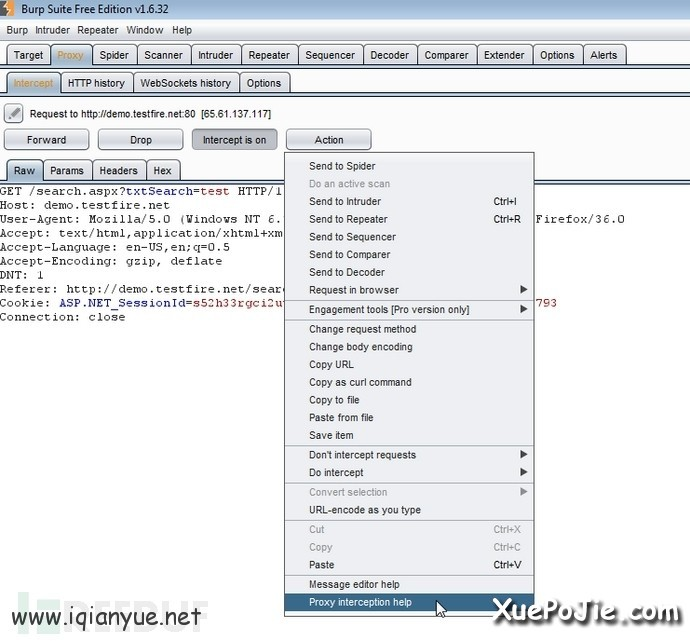 Burp Suite Free Edition v1.6.32
Burp Intruder Repeater Window Help
Target Proxy Spider Scanner Intruder Repeater Sequencer Decoder Comparer Extender Options Alerts
Intercept HTTP history WebSockets history Options
Request to http://demo.testfire.net:80 [65.61.137.117]
Forward Drop Intercept is on Action
Raw Params Headers Hex
GET /search.aspx?txtSearch=test HTTP/1
Host: demo.testfire.net
User-Agent: Mozilla/5.0 (Windows NT 6. Firefox/36.0
Accept: text/html,application/xhtml+xm
Accept-Language: en-US,en;q=0.5
Accept-Encoding: gzip, deflate
DNT: 1
Referer: http://demo.testfire.net/sear
Cookie: ASP.NET_SessionId=s52h33rgci2u 793
Connection: close
Send to Spider
Do an active scan
Send to Intruder Ctrl+I
Send to Repeater Ctrl+R
Send to Sequencer
Send to Comparer
Send to Decoder
Request in browser
Engagement tools [Pro version only]
Change request method
Change body encoding
Copy URL
Copy as curl command
Copy to file
Paste from file
Save item
Don't intercept requests
Do intercept
Convert selection
URL-encode as you type
Cut Ctrl+X
Copy Ctrl+C
Paste Ctrl+V
Message editor help
Proxy interception help
www.iqianyue.net
XuePoJie.com